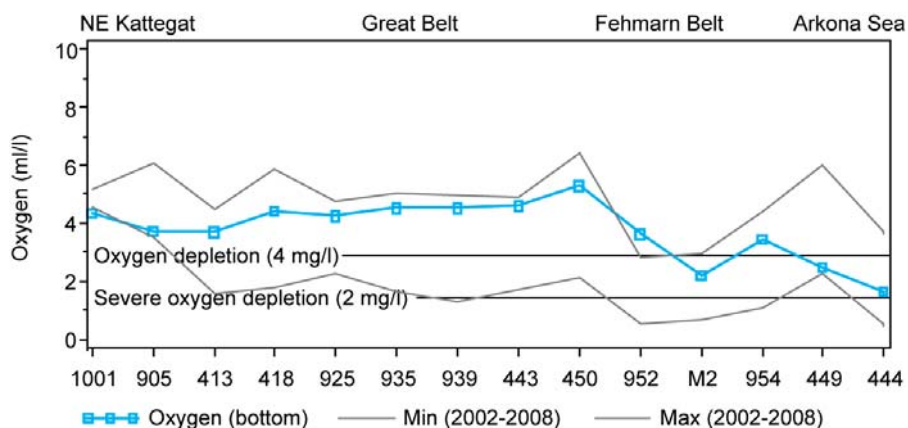 NE Kattegat Great Belt Fehmarn Belt Arkona Sea
10
8
6
4
2
0
Oxygen (ml/l)
Oxygen depletion (4 mg/l)
Severe oxygen depletion (2 mg/l)
1001 905 413 418 925 935 939 443 450 952 M2 954 449 444
Oxygen (bottom) Min (2002-2008) Max (2002-2008)